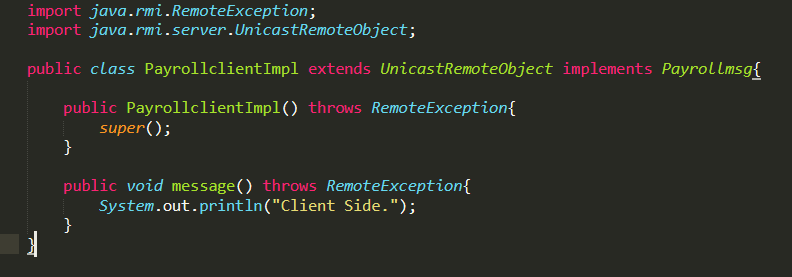 import java.rmi.RemoteException;
import java.rmi.server.UnicastRemoteObject;
public class PayrollclientImpl extends UnicastRemoteObject implements Payrollmsg{
public PayrollclientImpl() throws RemoteException{
super();
}
public void message() throws RemoteException{
System.out.println("Client Side.");
}
}